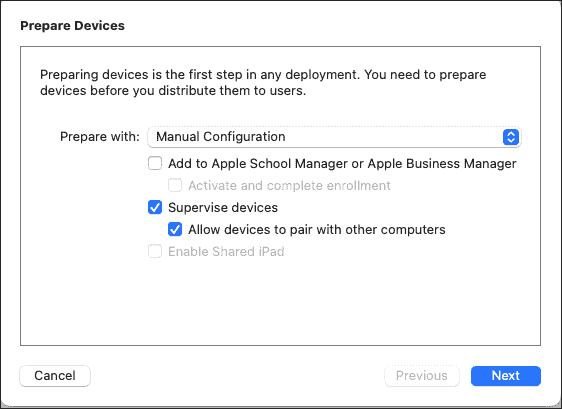 Prepare Devices
Preparing devices is the first step in any deployment. You need to prepare
devices before you distribute them to users.
Prepare with: Manual Configuration
Add to Apple School Manager or Apple Business Manager
Activate and complete enrollment
Supervise devices
Allow devices to pair with other computers
Enable Shared iPad
Cancel Previous Next